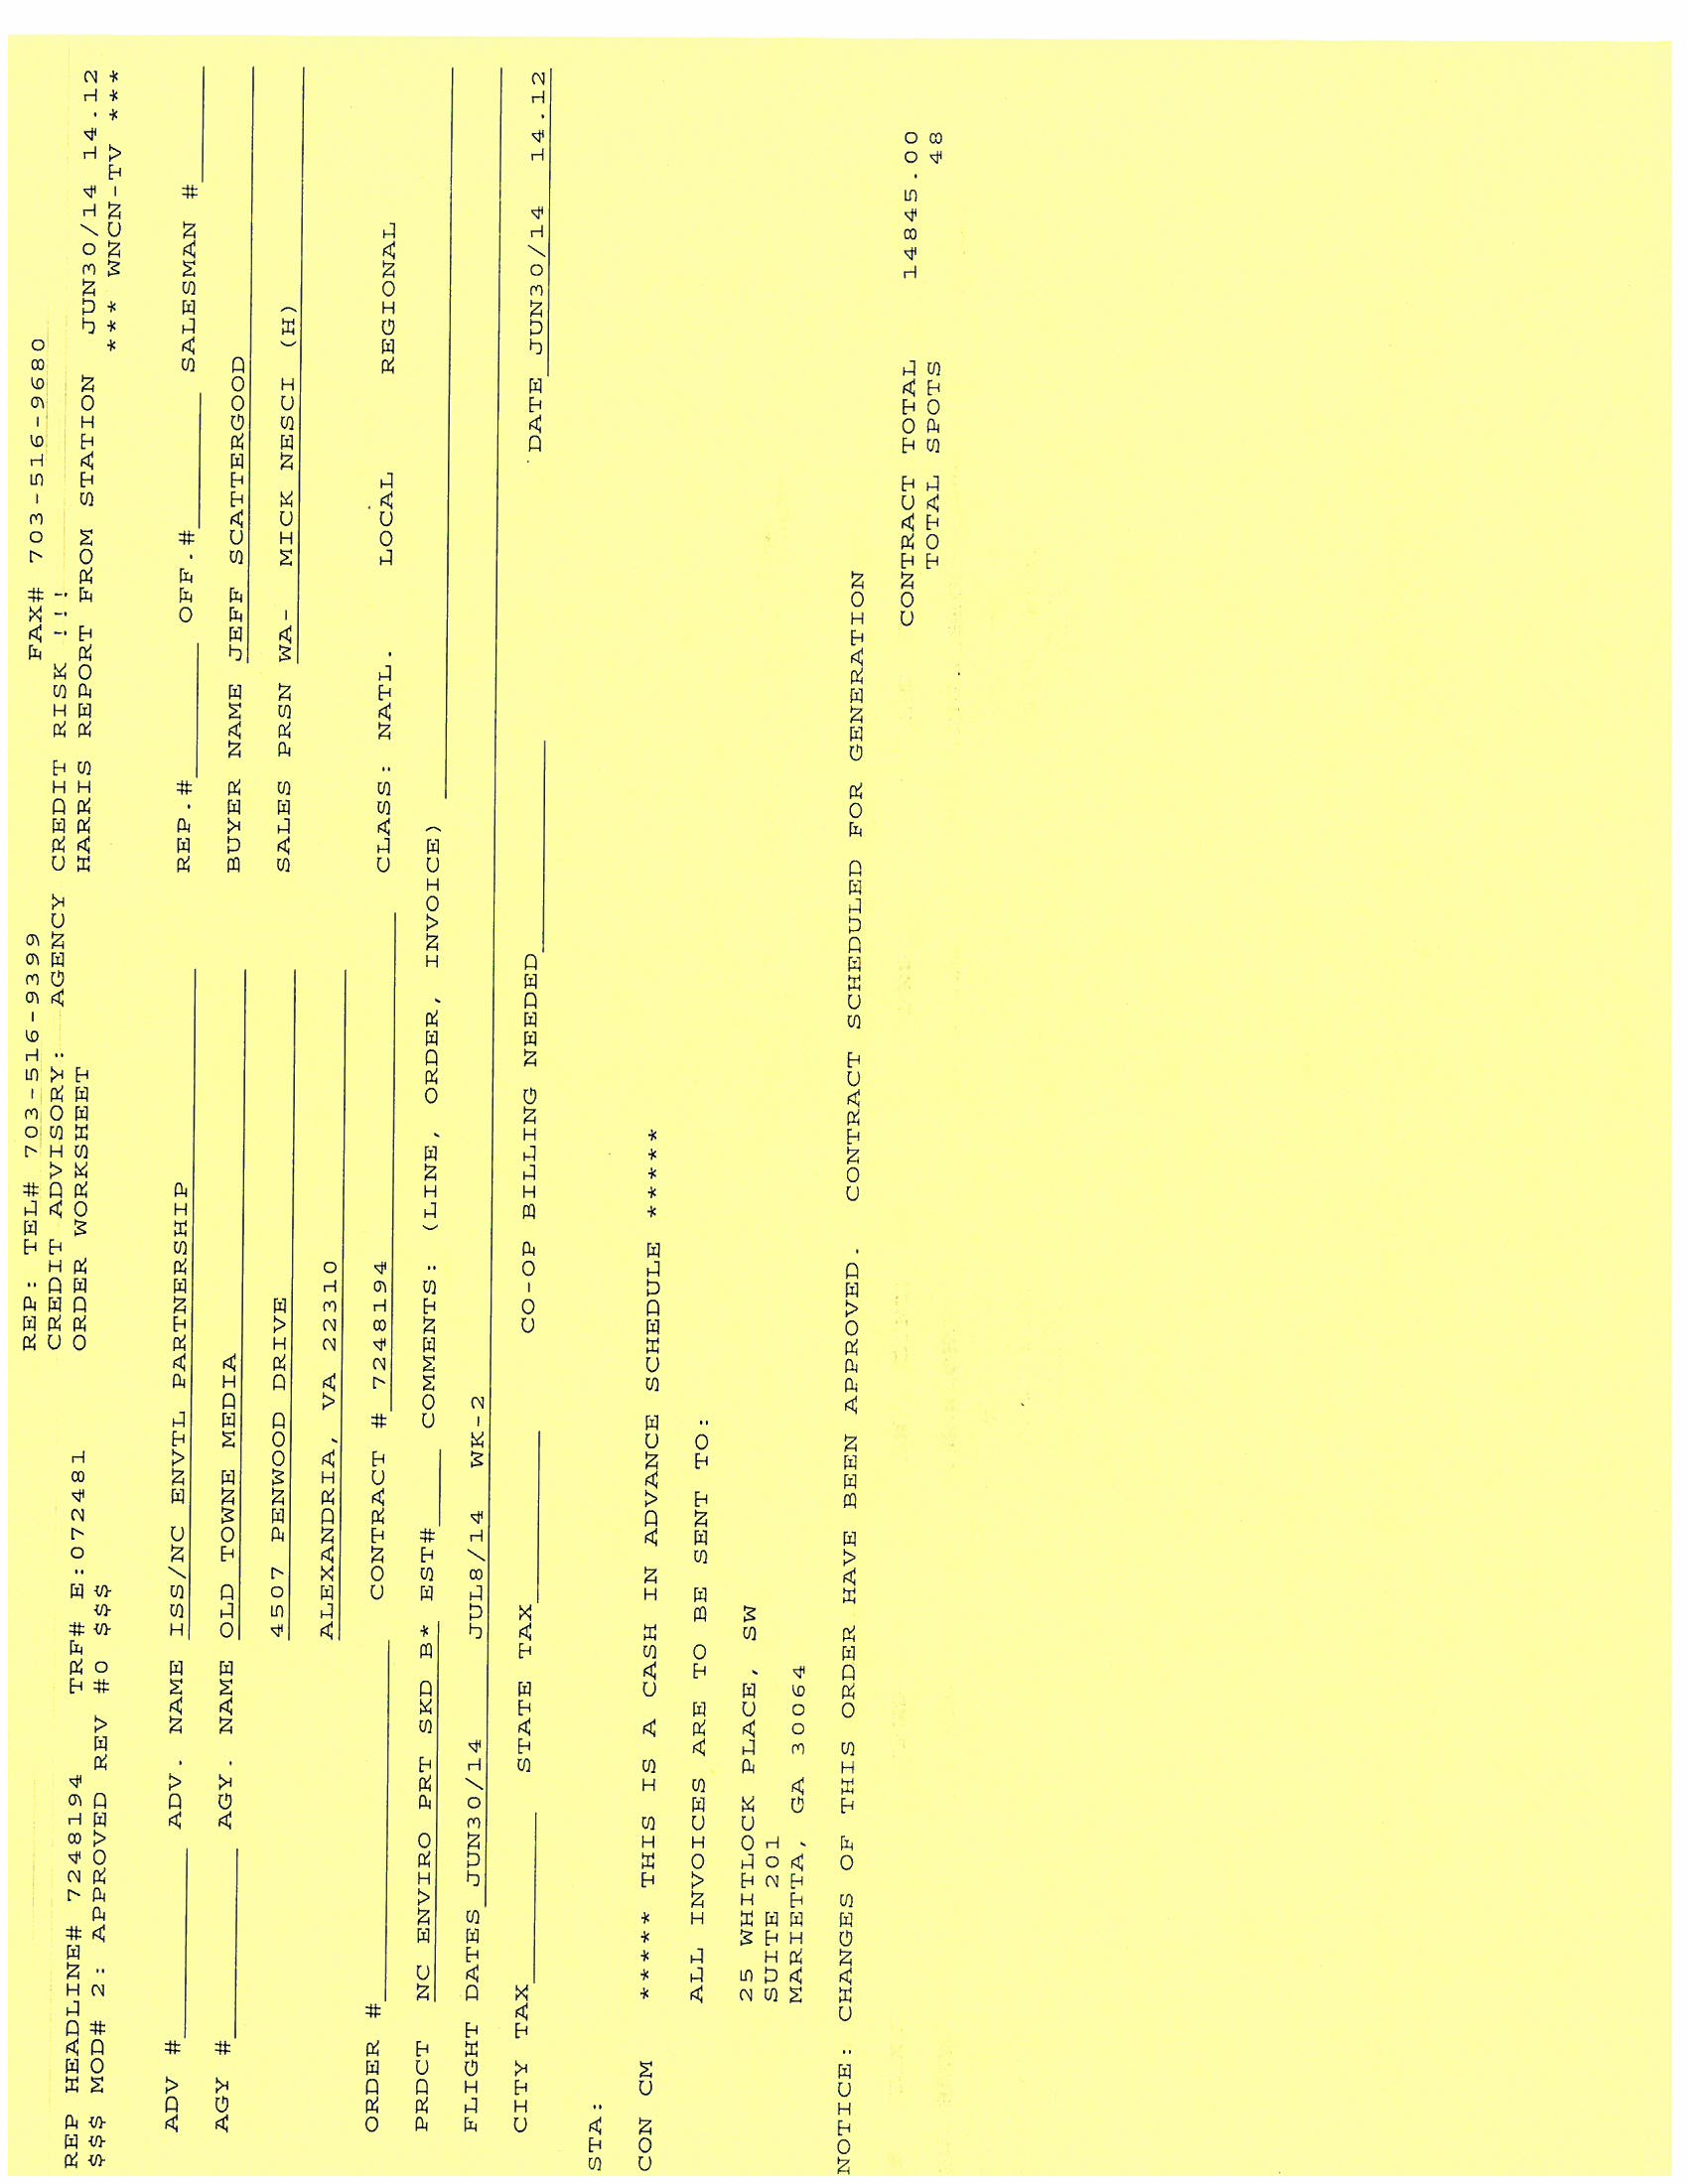 REP: TEL# 703-516-9399 FAX# 703-516-9680
CREDIT ADVISORY: AGENCY CREDIT RISK !!!
REP HEADLINE# 7248194 TRF# E:072481 ORDER WORKSHEET HARRIS REPORT FROM STATION JUN30/14 14.12
$$$ MOD# 2: APPROVED REV #0 $$$ *** WNCN-TV ***
ADV # ADV. NAME ISS/NC ENVTL PARTNERSHIP REP.# OFF.# SALESMAN #
AGY # AGY. NAME OLD TOWNE MEDIA BUYER NAME JEFF SCATTERGOOD
4507 PENWOOD DRIVE SALES PRSN WA- MICK NESCI (H)
ALEXANDRIA, VA 22310
ORDER # CONTRACT # 7248194 CLASS: NATL. LOCAL REGIONAL
PRDCT NC ENVIRO PRT SKD B* EST# COMMENTS: (LINE, ORDER, INVOICE)
FLIGHT DATES JUN30/14 JUL8/14 WK-2
CITY TAX STATE TAX CO-OP BILLING NEEDED DATE JUN30/14 14.12
STA:
CON CM ***** THIS IS A CASH IN ADVANCE SCHEDULE *****
ALL INVOICES ARE TO BE SENT TO:
25 WHITLOCK PLACE, SW
SUITE 201
MARIETTA, GA 30064
NOTICE: CHANGES OF THIS ORDER HAVE BEEN APPROVED. CONTRACT SCHEDULED FOR GENERATION
CONTRACT TOTAL 14845.00
TOTAL SPOTS 48